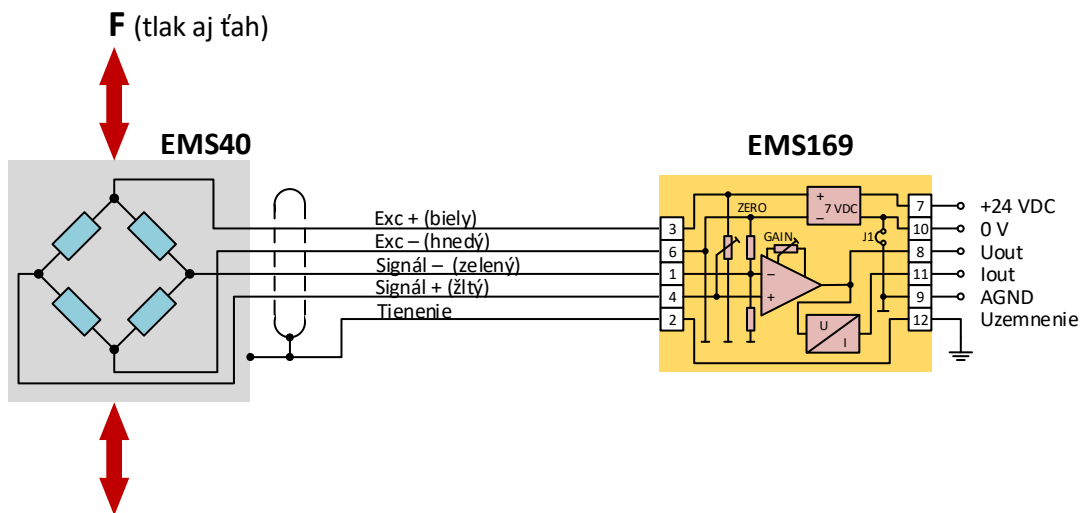 F (tlak aj ťah)
EMS40
EMS169
Exc + (biely)
Exc – (hnedý)
Signál – (zelený)
Signál + (žltý)
Tienenie
3
6
1
4
2
ZERO
GAIN
+
–
7 VDC
J1
–
+
U
I
7
10
8
11
9
12
+24 VDC
0 V
Uout
Iout
AGND
Uzemnenie